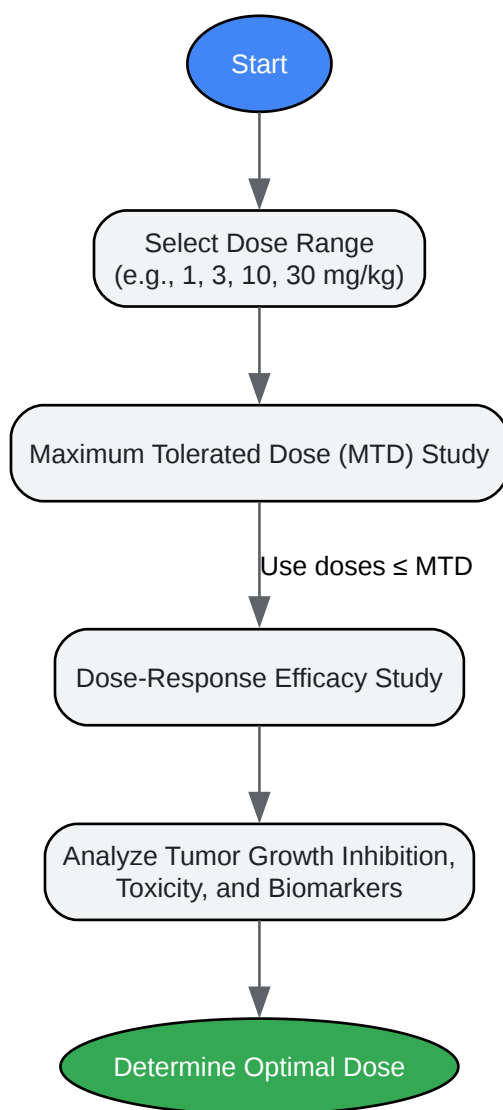 Start
Select Dose Range
(e.g., 1, 3, 10, 30 mg/kg)
Maximum Tolerated Dose (MTD) Study
Use doses ≤ MTD
Dose-Response Efficacy Study
Analyze Tumor Growth Inhibition,
Toxicity, and Biomarkers
Determine Optimal Dose